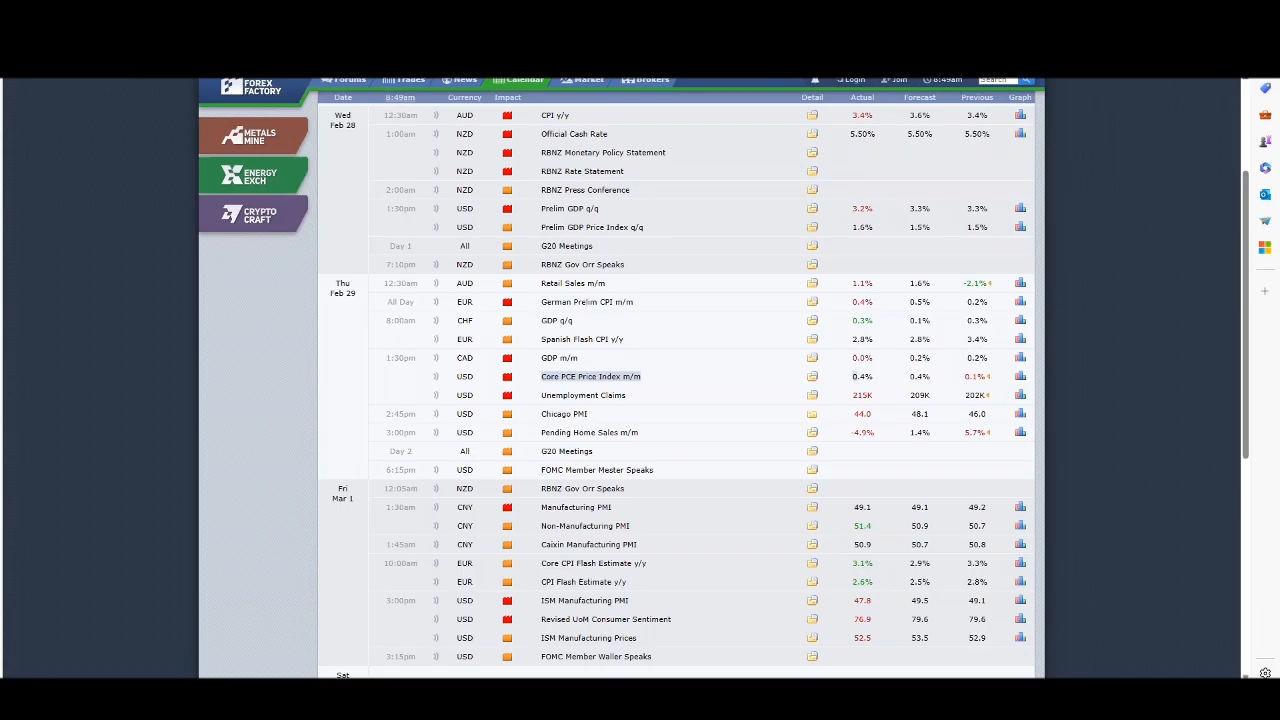 FOREX
FACTORY
Forums Trades News Calendar Market Brokers Login Join 8:49am Search
Date 8:49am Currency Impact Detail Actual Forecast Previous Graph
METALS
MINE
ENERGY
EXCH
CRYPTO
CRAFT
Wed
Feb 28
12:30am AUD CPI y/y 3.4% 3.6% 3.4%
1:00am NZD Official Cash Rate 5.50% 5.50% 5.50%
NZD RBNZ Monetary Policy Statement
NZD RBNZ Rate Statement
2:00am NZD RBNZ Press Conference
1:30pm USD Prelim GDP q/q 3.2% 3.3% 3.3%
USD Prelim GDP Price Index q/q 1.6% 1.5% 1.5%
Day 1 All G20 Meetings
7:10pm NZD RBNZ Gov Orr Speaks
Thu
Feb 29
12:30am AUD Retail Sales m/m 1.1% 1.6% -2.1%
All Day EUR German Prelim CPI m/m 0.4% 0.5% 0.2%
8:00am CHF GDP q/q 0.3% 0.1% 0.3%
EUR Spanish Flash CPI y/y 2.8% 2.8% 3.4%
1:30pm CAD GDP m/m 0.0% 0.2% 0.2%
USD Core PCE Price Index m/m 0.4% 0.4% 0.1%
USD Unemployment Claims 215K 209K 202K
2:45pm USD Chicago PMI 44.0 48.1 46.0
3:00pm USD Pending Home Sales m/m -4.9% 1.4% 5.7%
Day 2 All G20 Meetings
6:15pm USD FOMC Member Mester Speaks
Fri
Mar 1
12:05am NZD RBNZ Gov Orr Speaks
1:30am CNY Manufacturing PMI 49.1 49.1 49.2
CNY Non-Manufacturing PMI 51.4 50.9 50.7
1:45am CNY Caixin Manufacturing PMI 50.9 50.7 50.8
10:00am EUR Core CPI Flash Estimate y/y 3.1% 2.9% 3.3%
EUR CPI Flash Estimate y/y 2.6% 2.5% 2.8%
3:00pm USD ISM Manufacturing PMI 47.8 49.5 49.1
USD Revised UoM Consumer Sentiment 76.9 79.6 79.6
USD ISM Manufacturing Prices 52.5 53.5 52.9
3:15pm USD FOMC Member Waller Speaks
Sat